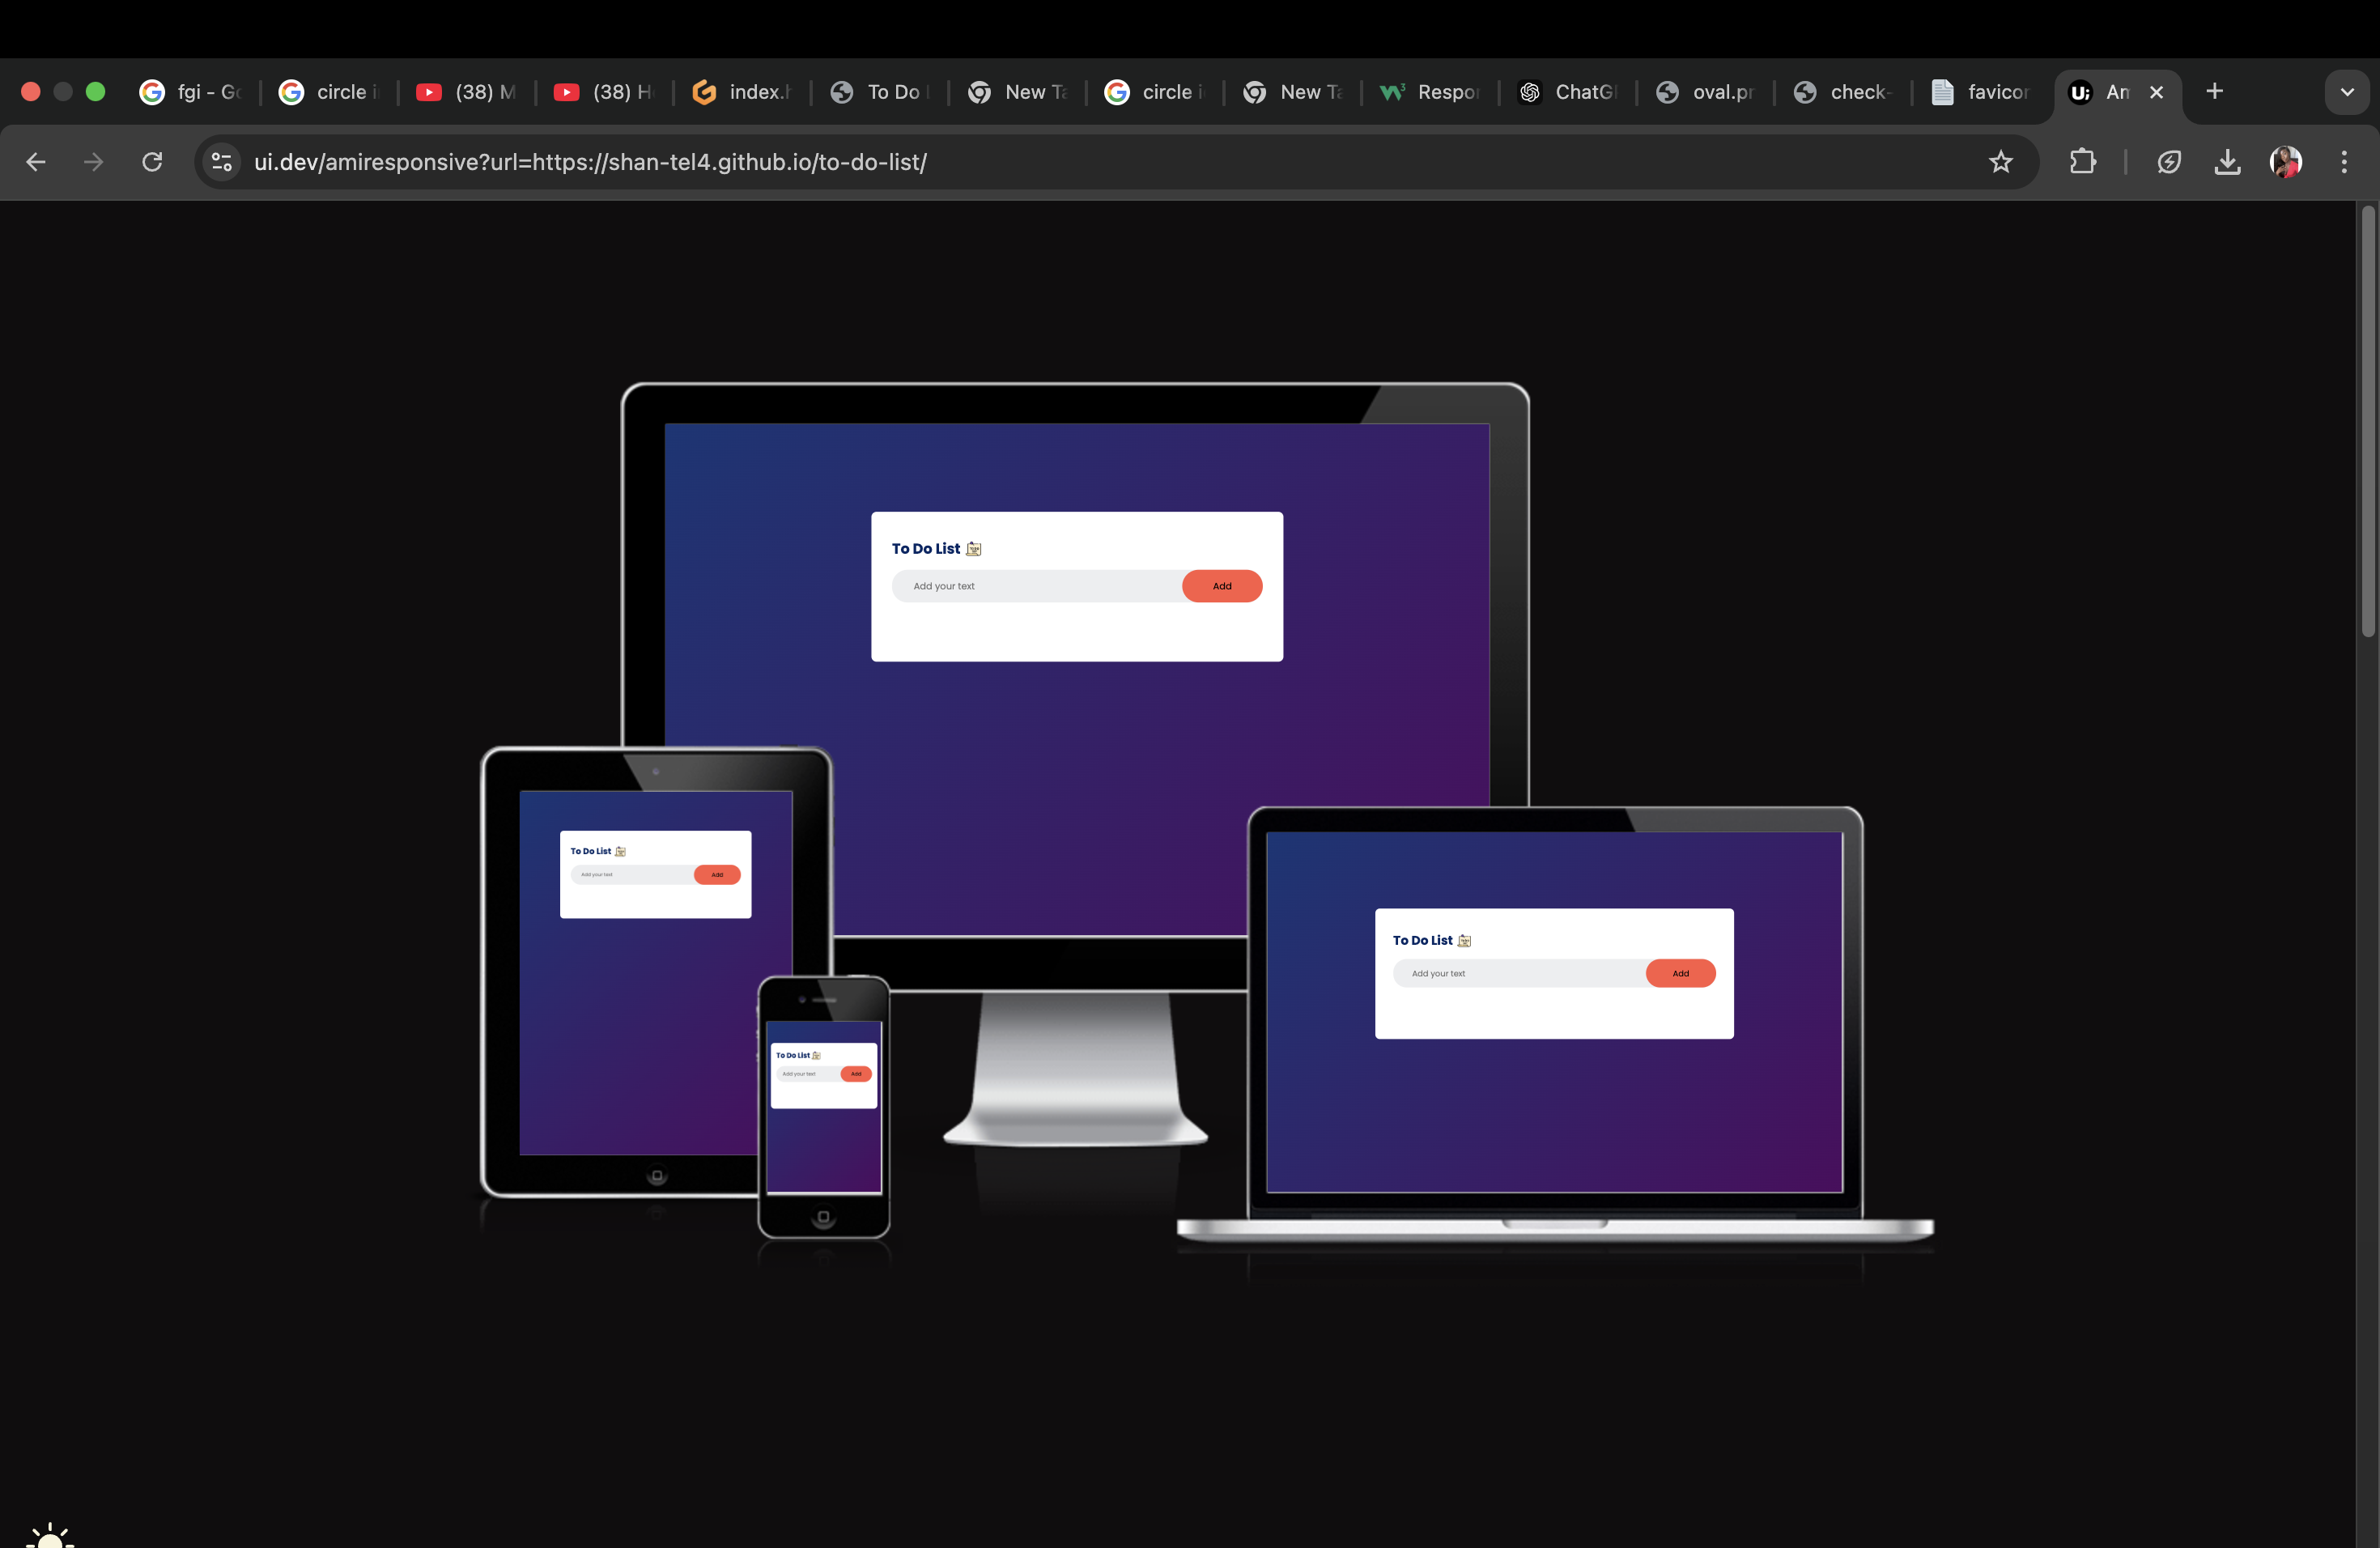 fgi - Go
circle i
(38) M
(38) H
index.h
To Do
New Ta
circle i
New Ta
Respon
ChatG
oval.pr
check-
favicor
Am
ui.dev/amiresponsive?url=https://shan-tel4.github.io/to-do-list/
To Do List
Add your text Add
To Do List
Add your text Add
To Do List
Add your text Add
To Do List
Add your text Add